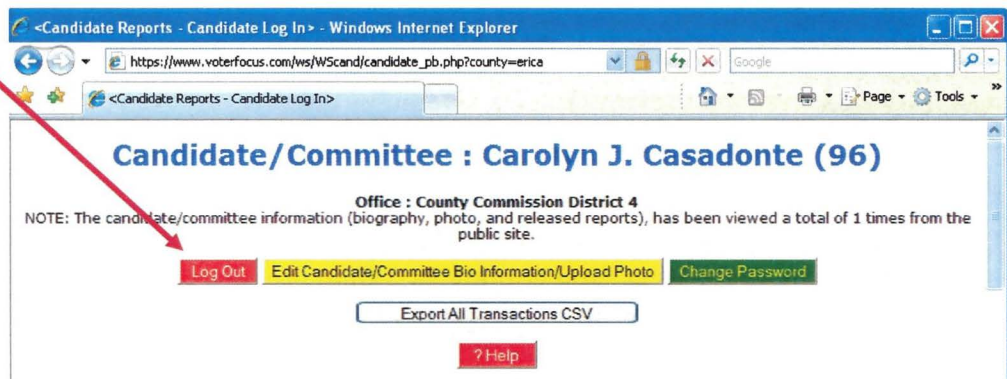 <Candidate Reports - Candidate Log In> - Windows Internet Explorer
https://www.voterfocus.com/ws/WScand/candidate_pb.php?county=erica
Google
<Candidate Reports - Candidate Log In>
Page
Tools
»
Candidate/Committee : Carolyn J. Casadonte (96)
Office : County Commission District 4
NOTE: The candidate/committee information (biography, photo, and released reports), has been viewed a total of 1 times from the
public site.
Log Out
Edit Candidate/Committee Bio Information/Upload Photo
Change Password
Export All Transactions CSV
? Help